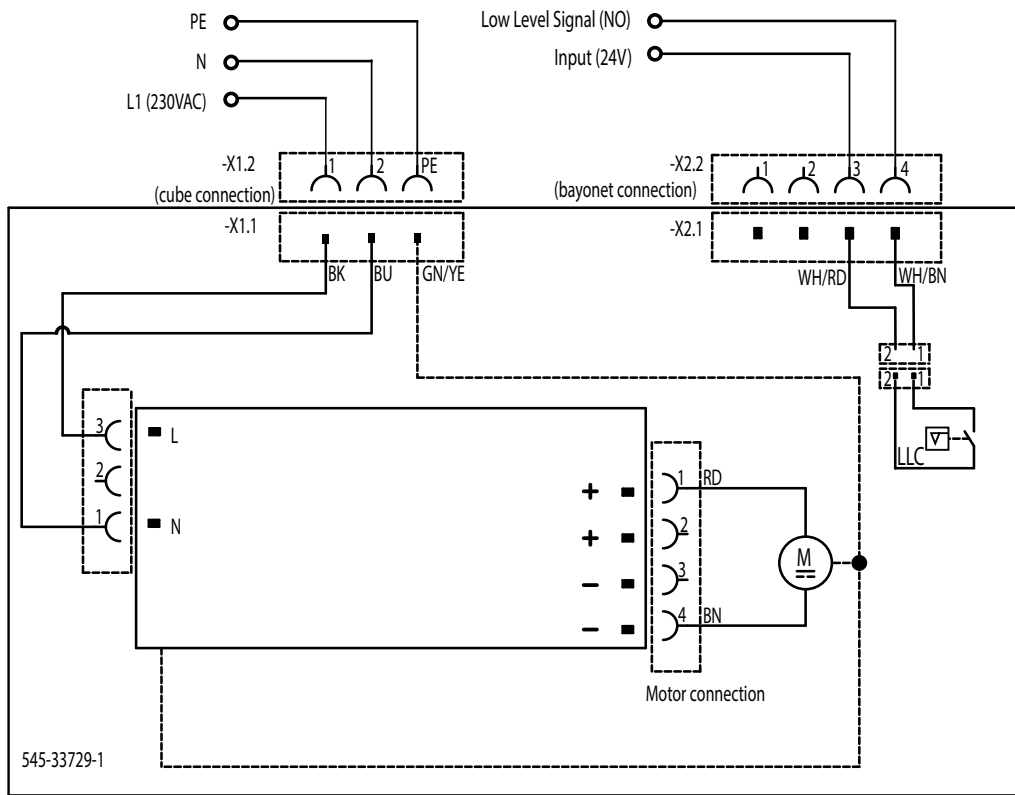 PE
Low Level Signal (NO)
N
Input (24V)
L1 (230VAC)
-X1.2
1 2 PE
-X2.2
1 2 3 4
(cube connection)
(bayonet connection)
-X1.1
-X2.1
BK BU GN/YE
WH/RD WH/BN
2 1
2 1
LLC
3
L
2
1
N
+ 1 RD
+ 2
M
− 3
− 4 BN
Motor connection
545-33729-1